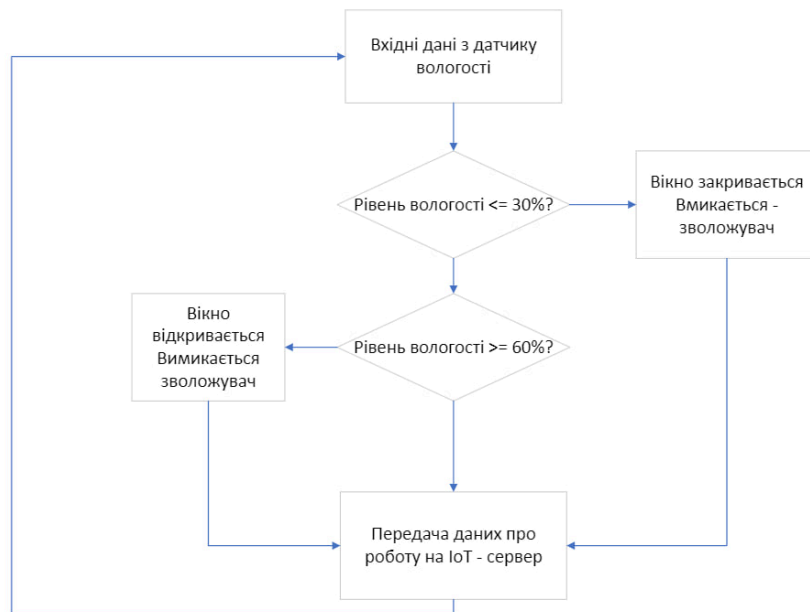 Вхідні дані з датчику
вологості
Рівень вологості <= 30%?
Вікно закривається
Вмикається -
зволожувач
Вікно
відкривається
Вимикається
зволожувач
Рівень вологості >= 60%?
Передача даних про
роботу на IoT - сервер